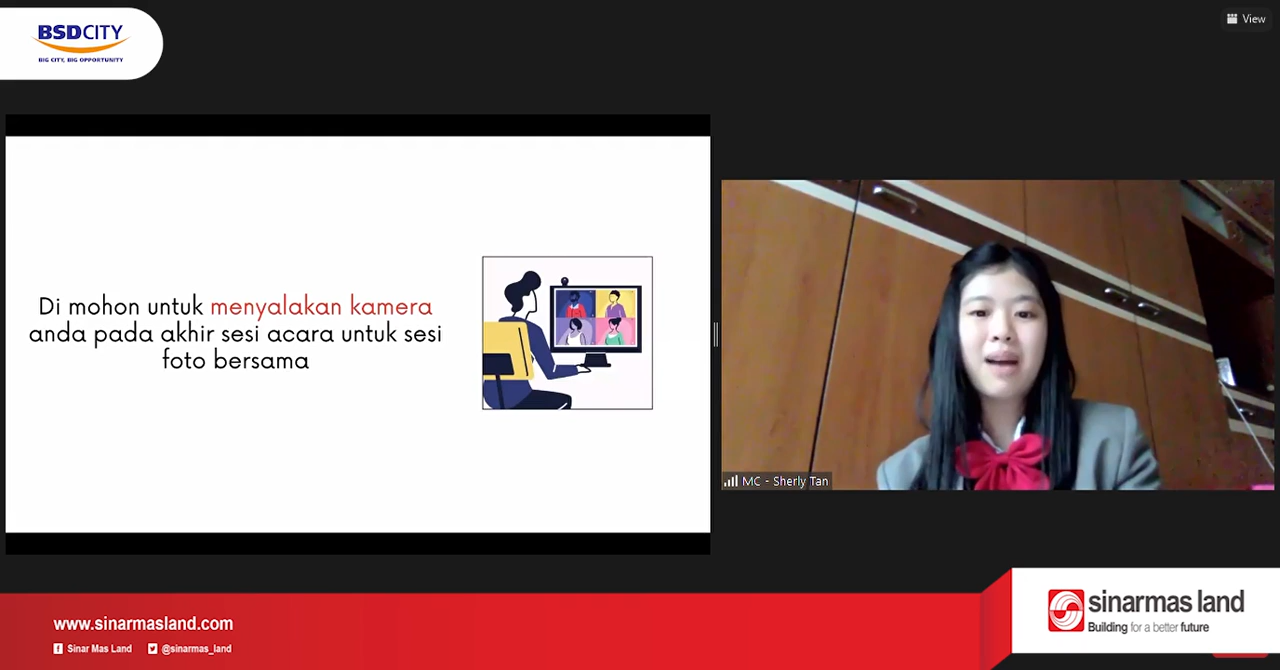 BSDCITY
BIG CITY, BIG OPPORTUNITY
View
Di mohon untuk menyalakan kamera
anda pada akhir sesi acara untuk sesi
foto bersama
MC - Sherly Tan
www.sinarmasland.com
Sinar Mas Land @sinarmas_land
sinarmas land
Building for a better future